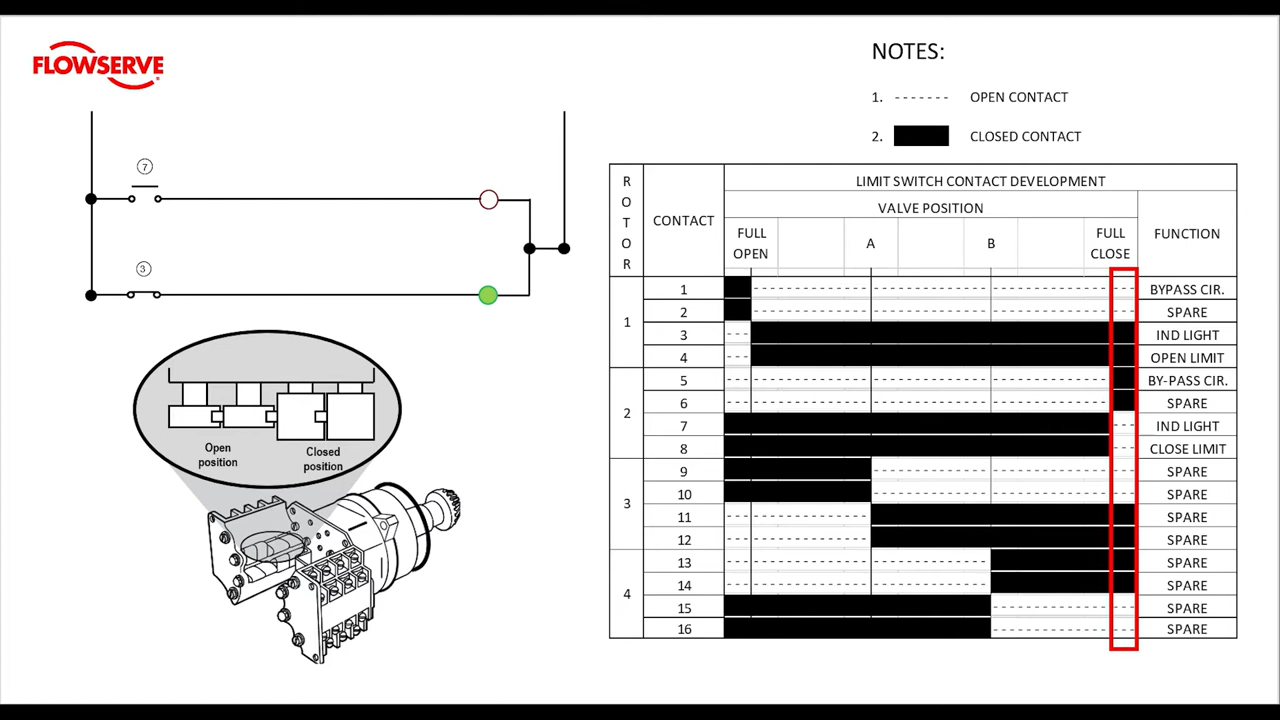 FLOWSERVE
NOTES:
1. OPEN CONTACT
2. CLOSED CONTACT
7
3
Open
position
Closed
position
ROTOR
CONTACT
LIMIT SWITCH CONTACT DEVELOPMENT
VALVE POSITION
FULL
OPEN
A
B
FULL
CLOSE
FUNCTION
1
1 BYPASS CIR.
2 SPARE
3 IND LIGHT
4 OPEN LIMIT
2
5 BY-PASS CIR.
6 SPARE
7 IND LIGHT
8 CLOSE LIMIT
3
9 SPARE
10 SPARE
11 SPARE
12 SPARE
4
13 SPARE
14 SPARE
15 SPARE
16 SPARE